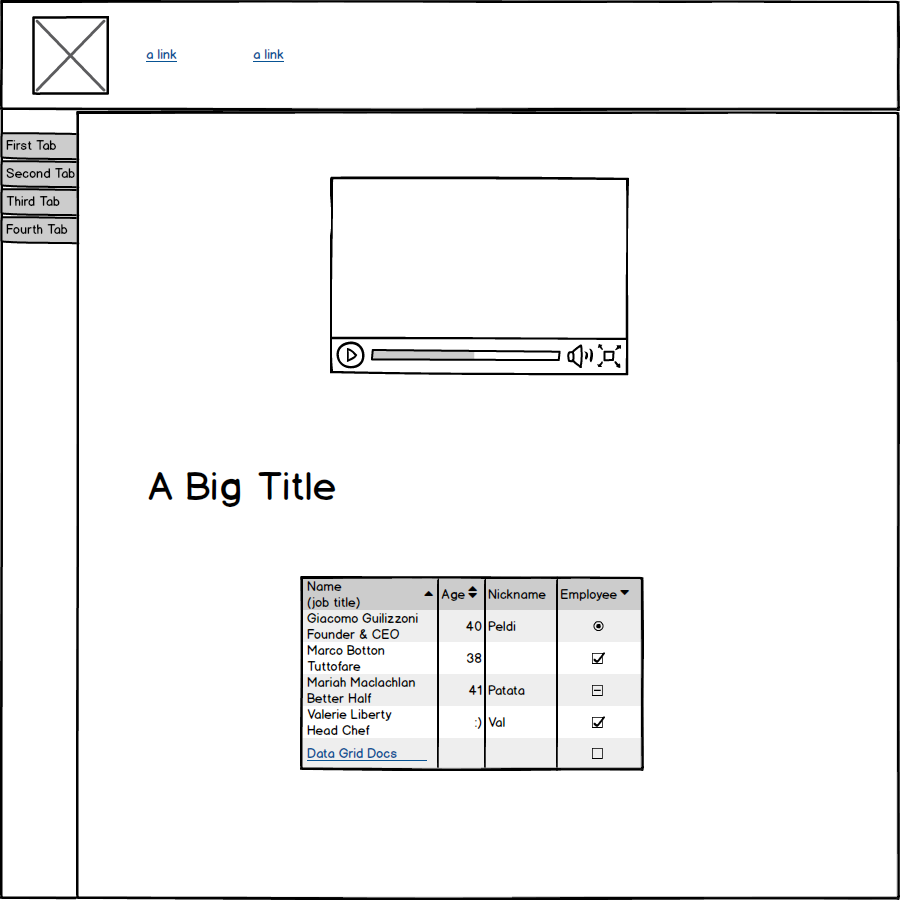 a link
a link
First Tab
Second Tab
Third Tab
Fourth Tab
A Big Title
Name
(job title)
Age
Nickname
Employee
Giacomo Guilizzoni
Founder & CEO
40
Peldi
Marco Botton
Tuttofare
38
Mariah Maclachlan
Better Half
41
Patata
Valerie Liberty
Head Chef
:)
Val
Data Grid Docs